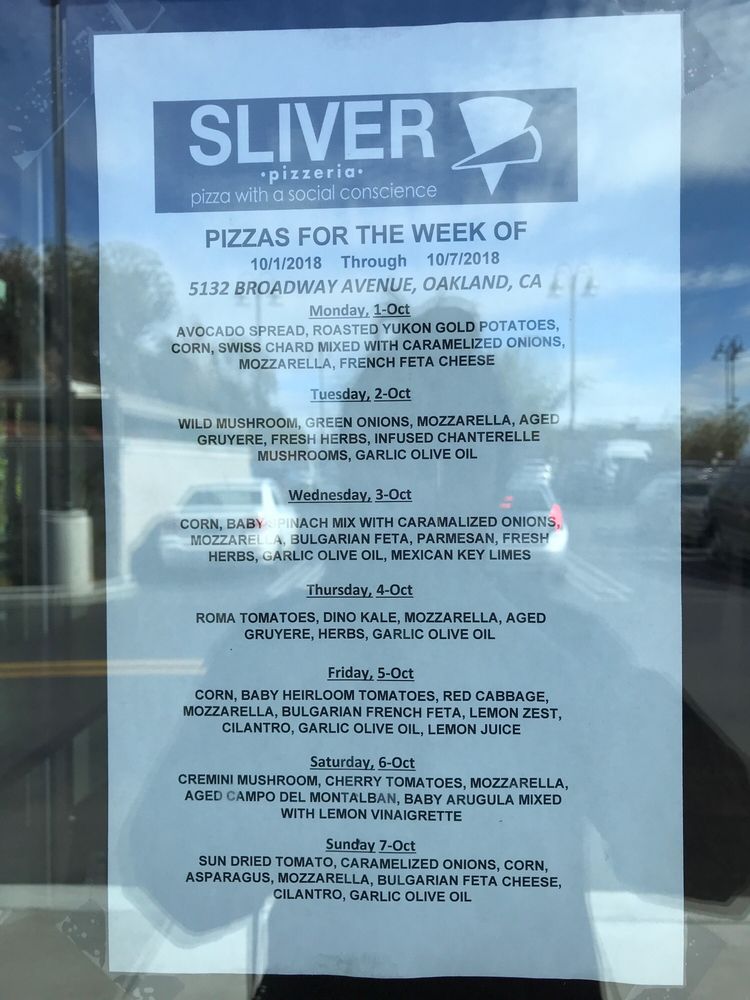 SLIVER
•pizzeria•
pizza with a social conscience
PIZZAS FOR THE WEEK OF
10/1/2018 Through 10/7/2018
5132 BROADWAY AVENUE, OAKLAND, CA
Monday, 1-Oct
AVOCADO SPREAD, ROASTED YUKON GOLD POTATOES,
CORN, SWISS CHARD MIXED WITH CARAMELIZED ONIONS,
MOZZARELLA, FRENCH FETA CHEESE
Tuesday, 2-Oct
WILD MUSHROOM, GREEN ONIONS, MOZZARELLA, AGED
GRUYERE, FRESH HERBS, INFUSED CHANTERELLE
MUSHROOMS, GARLIC OLIVE OIL
Wednesday, 3-Oct
CORN, BABY SPINACH MIX WITH CARAMALIZED ONIONS,
MOZZARELLA, BULGARIAN FETA, PARMESAN, FRESH
HERBS, GARLIC OLIVE OIL, MEXICAN KEY LIMES
Thursday, 4-Oct
ROMA TOMATOES, DINO KALE, MOZZARELLA, AGED
GRUYERE, HERBS, GARLIC OLIVE OIL
Friday, 5-Oct
CORN, BABY HEIRLOOM TOMATOES, RED CABBAGE,
MOZZARELLA, BULGARIAN FRENCH FETA, LEMON ZEST,
CILANTRO, GARLIC OLIVE OIL, LEMON JUICE
Saturday, 6-Oct
CREMINI MUSHROOM, CHERRY TOMATOES, MOZZARELLA,
AGED CAMPO DEL MONTALBAN, BABY ARUGULA MIXED
WITH LEMON VINAIGRETTE
Sunday 7-Oct
SUN DRIED TOMATO, CARAMELIZED ONIONS, CORN,
ASPARAGUS, MOZZARELLA, BULGARIAN FETA CHEESE,
CILANTRO, GARLIC OLIVE OIL